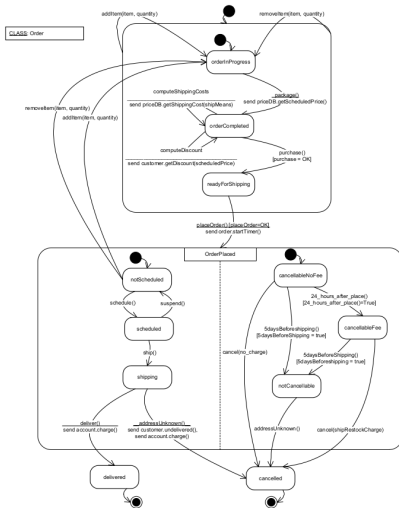 addItem(item, quantity)
removeItem(item, quantity)
CLASS: Order
orderInProgress
computeShippingCosts
send priceDB.getShippingCost(shipMeans)
package()
send priceDB.getScheduledPrice()
removeItem(item, quantity)
addItem(item, quantity)
orderCompleted
computeDiscount
send customer.getDiscount(scheduledPrice)
purchase()
[purchase = OK]
readyForShipping
placeOrder() [placeOrder=OK]
send order.startTimer()
OrderPlaced
notScheduled
cancellableNoFee
schedule()
suspend()
24_hours_after_place()
[24_hours_after_place()=True]
scheduled
cancellableFee
5daysBeforeshipping()
[5daysBeforeShipping = true]
ship()
cancel(no_charge)
5daysBeforeShipping()
[5daysBeforeshipping = true]
shipping
notCancellable
deliver()
send account.charge()
addressUnknown()
send customer.undelivered(),
send account.charge()
addressUnknown()
cancel(shipRestockCharge)
delivered
cancelled